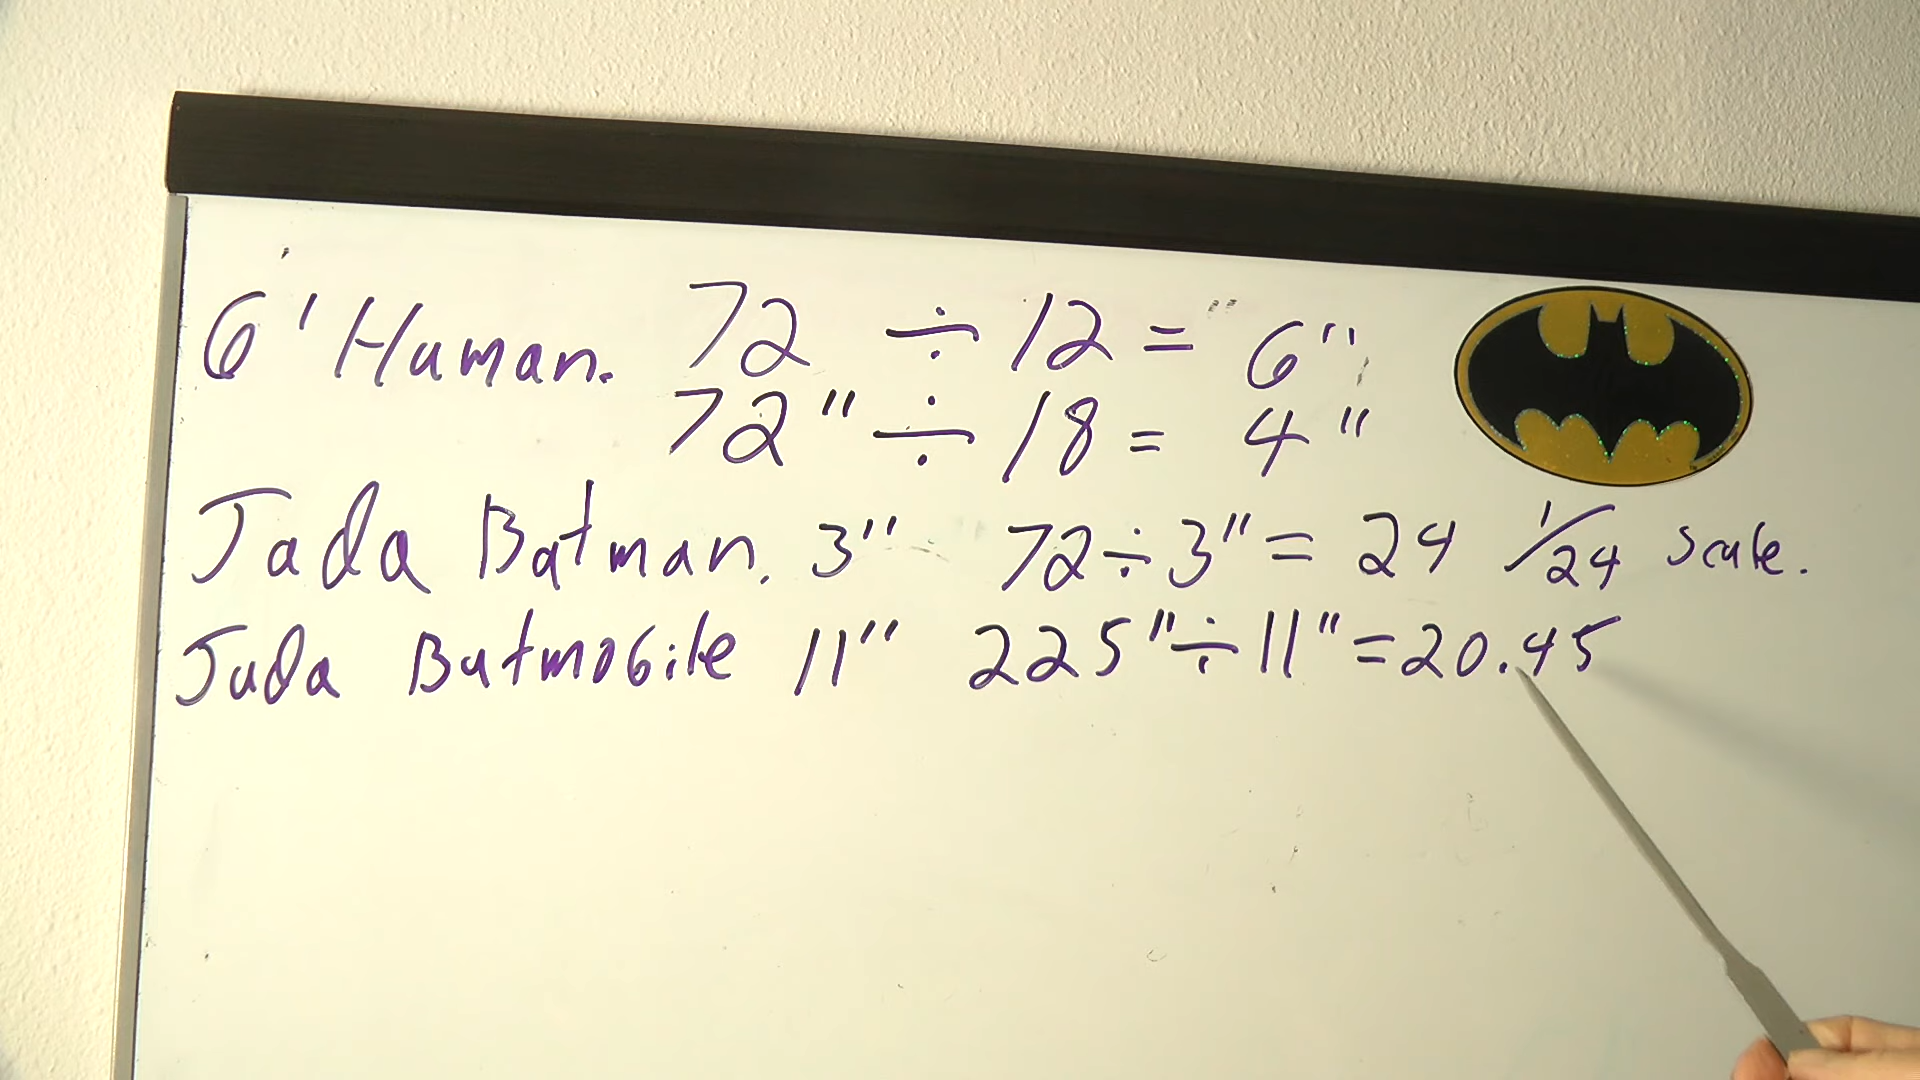 6' Human. 72 ÷ 12 = 6"
72" ÷ 18 = 4"
Jada Batman. 3" 72÷3" = 24 1/24 scale.
Jada Batmobile 11" 225"÷11" = 20.45